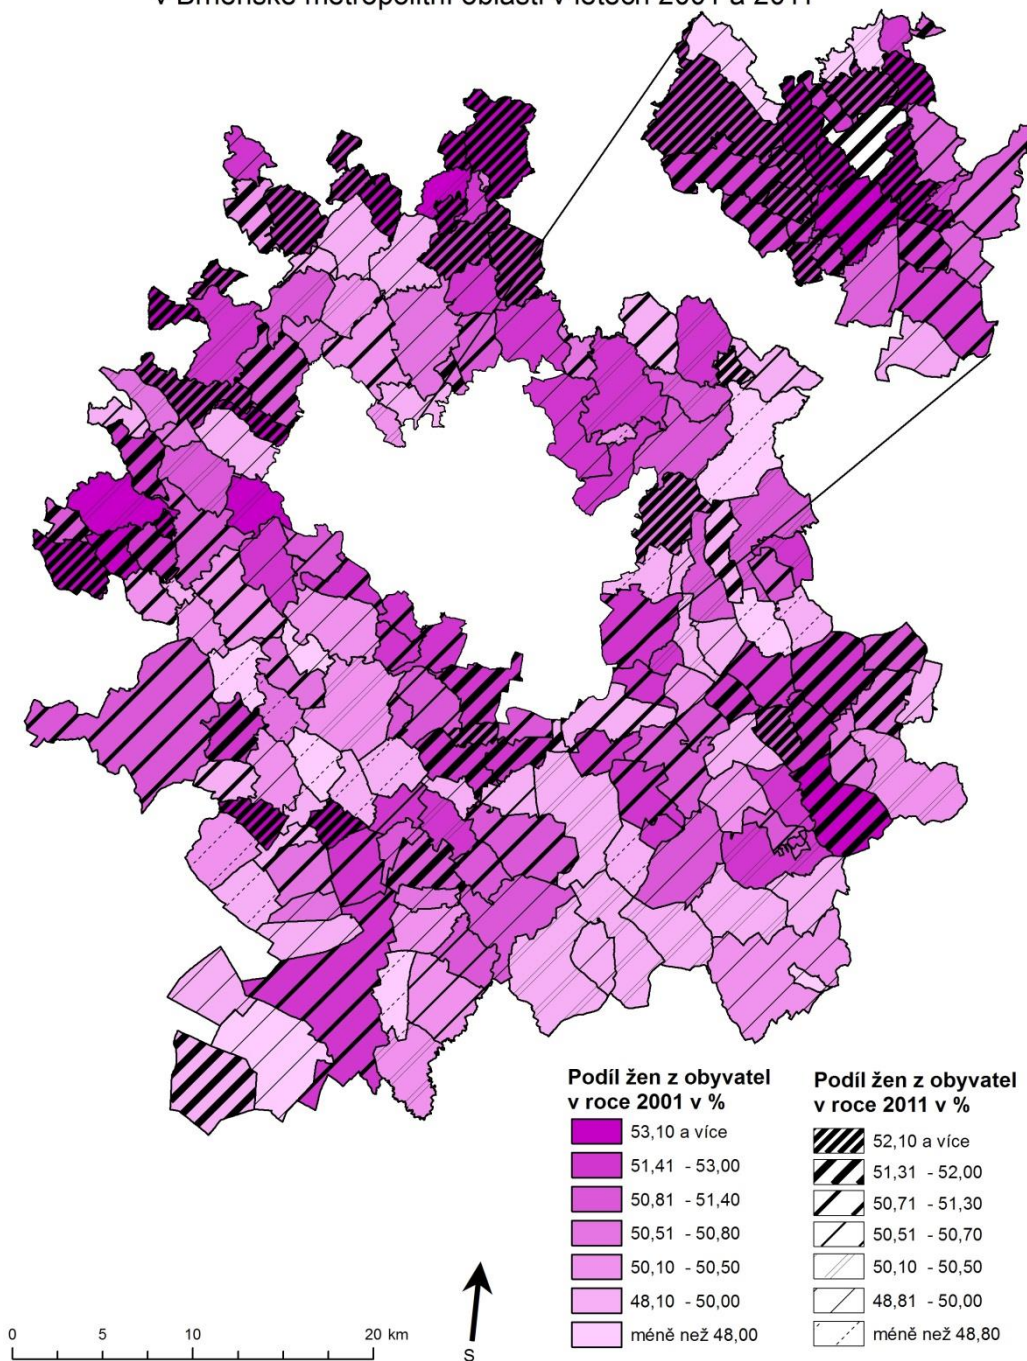 v Brněnské metropolitní oblasti v letech 2001 a 2011
Podíl žen z obyvatel
v roce 2001 v %
53,10 a více
51,41 - 53,00
50,81 - 51,40
50,51 - 50,80
50,10 - 50,50
48,10 - 50,00
méně než 48,00
Podíl žen z obyvatel
v roce 2011 v %
52,10 a více
51,31 - 52,00
50,71 - 51,30
50,51 - 50,70
50,10 - 50,50
48,81 - 50,00
méně než 48,80
0 5 10 20 km
S